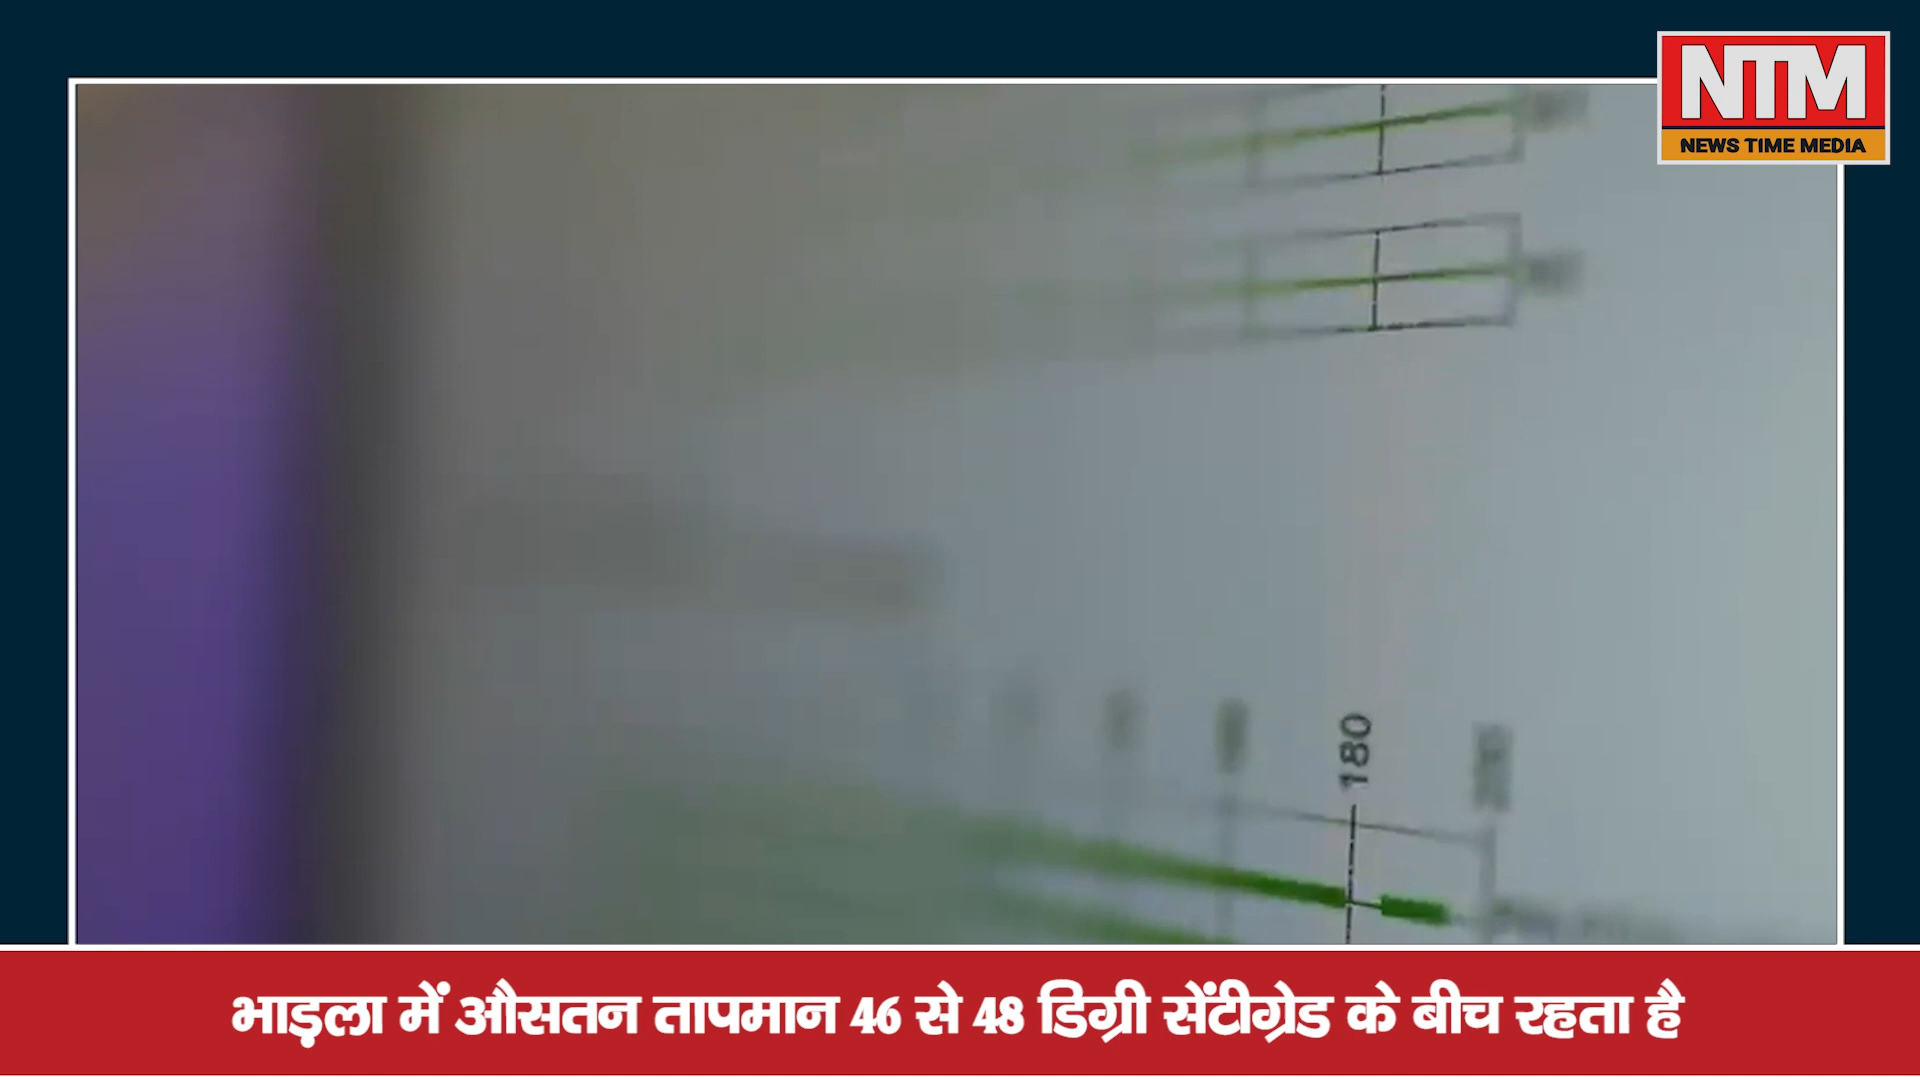 NTM
NEWS TIME MEDIA
180
भाड़ला में औसतन तापमान 46 से 48 डिग्री सेंटीग्रेड के बीच रहता है